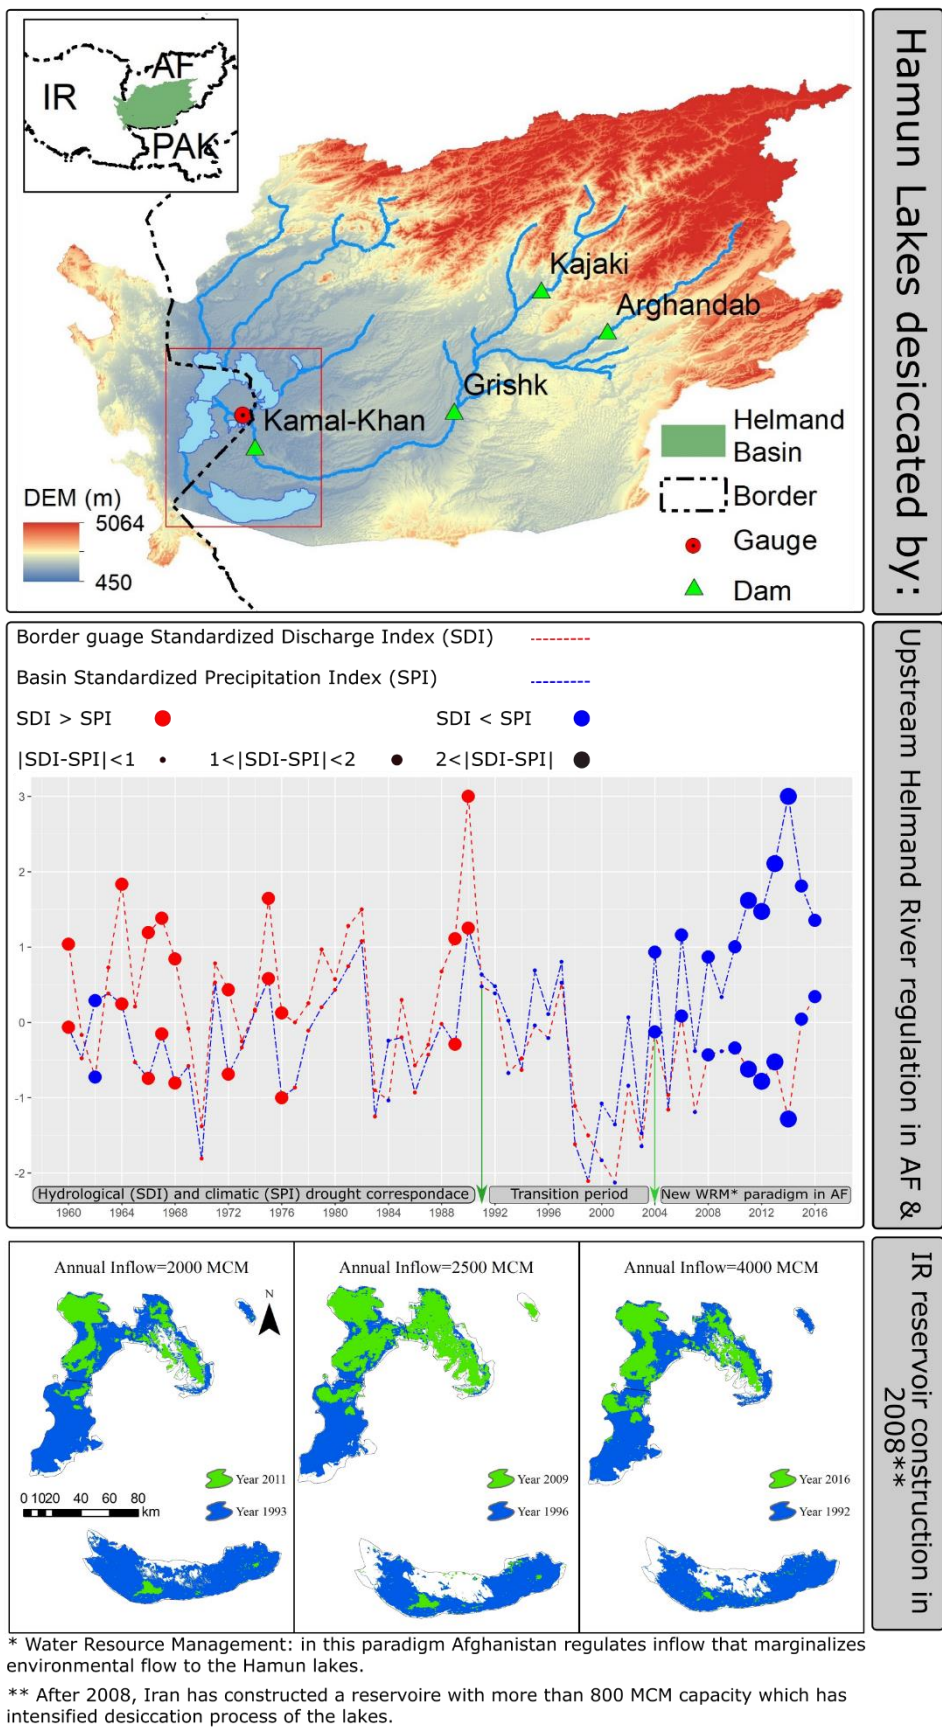 AF
IR
PAK
Kajaki
Arghandab
Grishk
Kamal-Khan
DEM (m)
5064
450
Helmand
Basin
Border
Gauge
Dam
Hamun Lakes desiccated by:
Border guage Standardized Discharge Index (SDI)
Basin Standardized Precipitation Index (SPI)
SDI > SPI
SDI < SPI
|SDI-SPI|<1
1<|SDI-SPI|<2
2<|SDI-SPI|
3
2
1
0
-1
-2
Hydrological (SDI) and climatic (SPI) drought correspondace
Transition period
New WRM* paradigm in AF
1960 1964 1968 1972 1976 1980 1984 1988 1992 1996 2000 2004 2008 2012 2016
Upstream Helmand River regulation in AF &
Annual Inflow=2000 MCM
N
Year 2011
Year 1993
0 1020 40 60 80
km
Annual Inflow=2500 MCM
Year 2009
Year 1996
Annual Inflow=4000 MCM
Year 2016
Year 1992
IR reservoir construction in
2008**
* Water Resource Management: in this paradigm Afghanistan regulates inflow that marginalizes
environmental flow to the Hamun lakes.
** After 2008, Iran has constructed a reservoire with more than 800 MCM capacity which has
intensified desiccation process of the lakes.